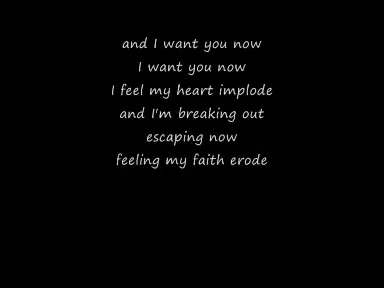 and I want you now
I want you now
I feel my heart implode
and I'm breaking out
escaping now
feeling my faith erode